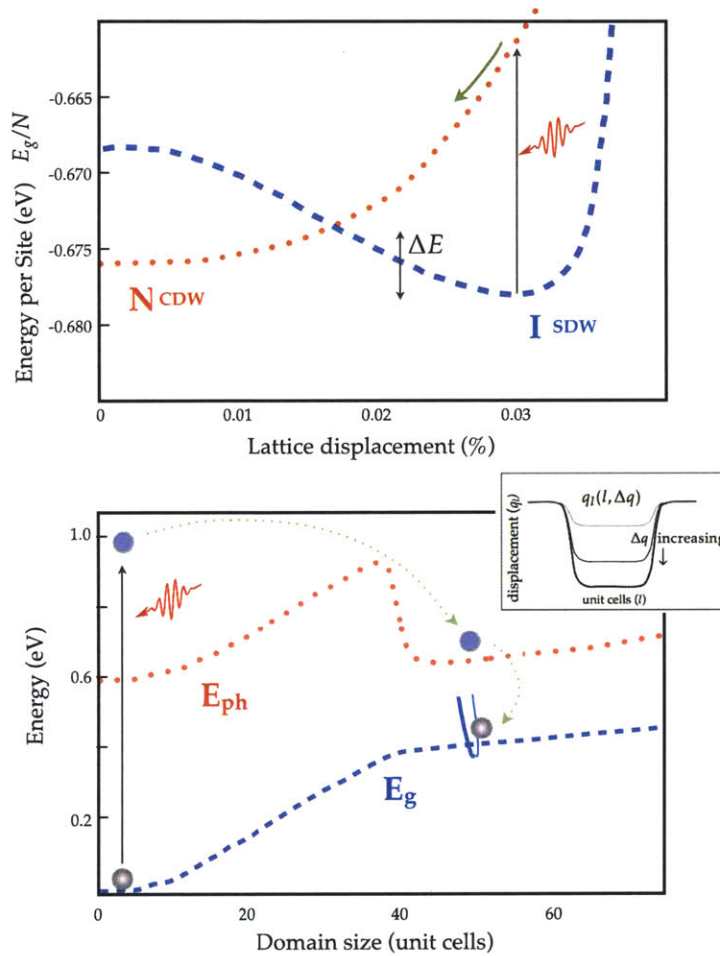 Energy per Site (eV)  E_g/N
-0.665
-0.670
-0.675
-0.680
ΔE
N CDW
I SDW
0
0.01
0.02
0.03
Lattice displacement (%)
displacement (q_l)
q_l(l, Δq)
Δq increasing
unit cells (l)
Energy (eV)
1.0
0.6
0.2
E_ph
E_g
0
20
40
60
Domain size (unit cells)